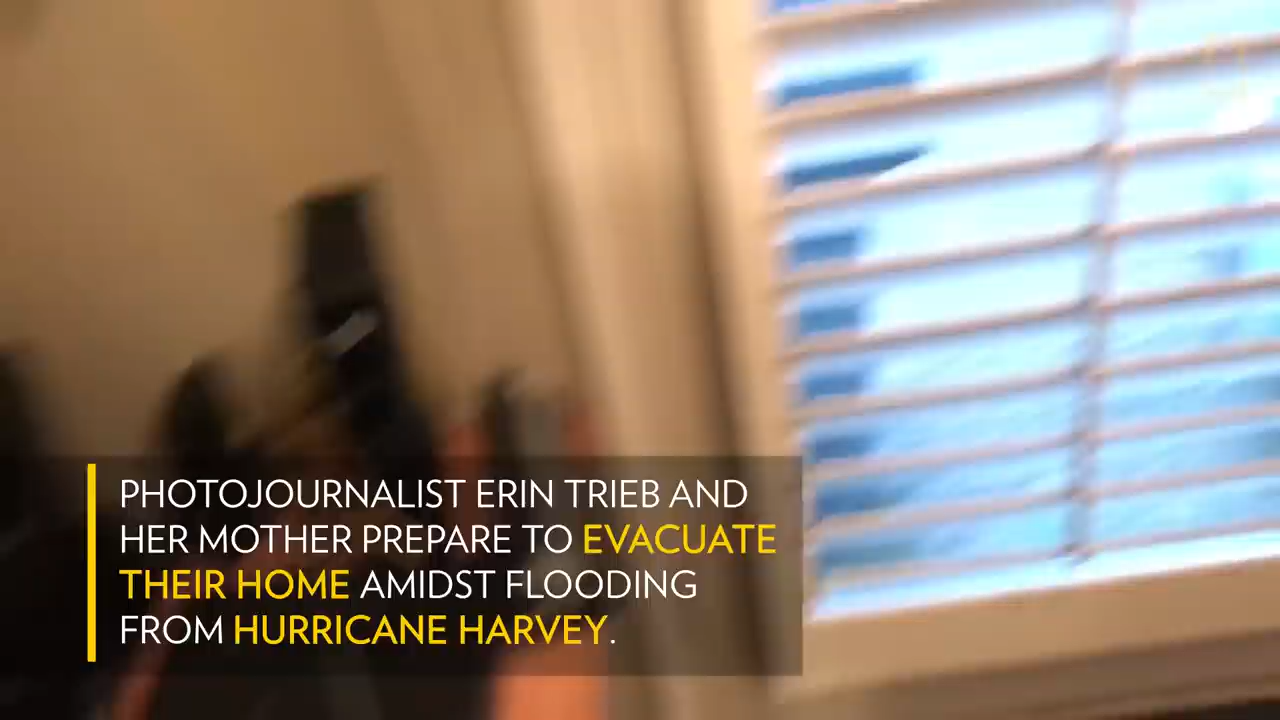 PHOTOJOURNALIST ERIN TRIEB AND
HER MOTHER PREPARE TO EVACUATE
THEIR HOME AMIDST FLOODING
FROM HURRICANE HARVEY.